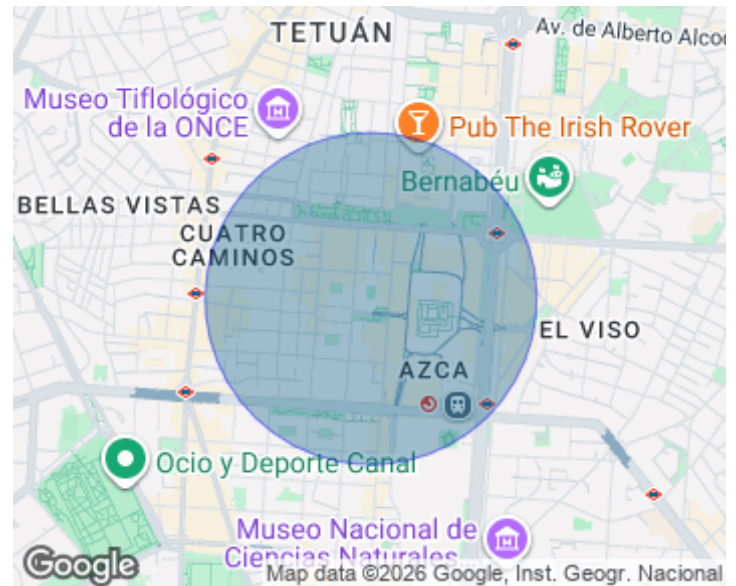 TETUÁN
Av. de Alberto Alco
Museo Tiflológico
de la ONCE
Pub The Irish Rover
Bernabéu
BELLAS VISTAS
CUATRO
CAMINOS
EL VISO
AZCA
Ocio y Deporte Canal
Museo Nacional de
Ciencias Naturales
Google
Map data ©2026 Google, Inst. Geogr. Nacional